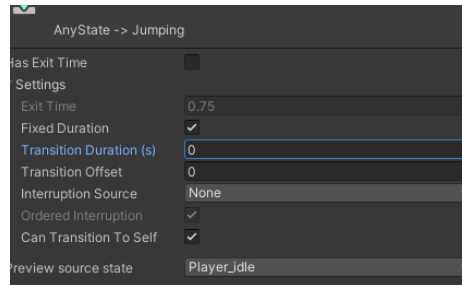 AnyState -> Jumping
Has Exit Time
Settings
Exit Time 0.75
Fixed Duration
Transition Duration (s) 0
Transition Offset 0
Interruption Source None
Ordered Interruption
Can Transition To Self
Preview source state Player_idle